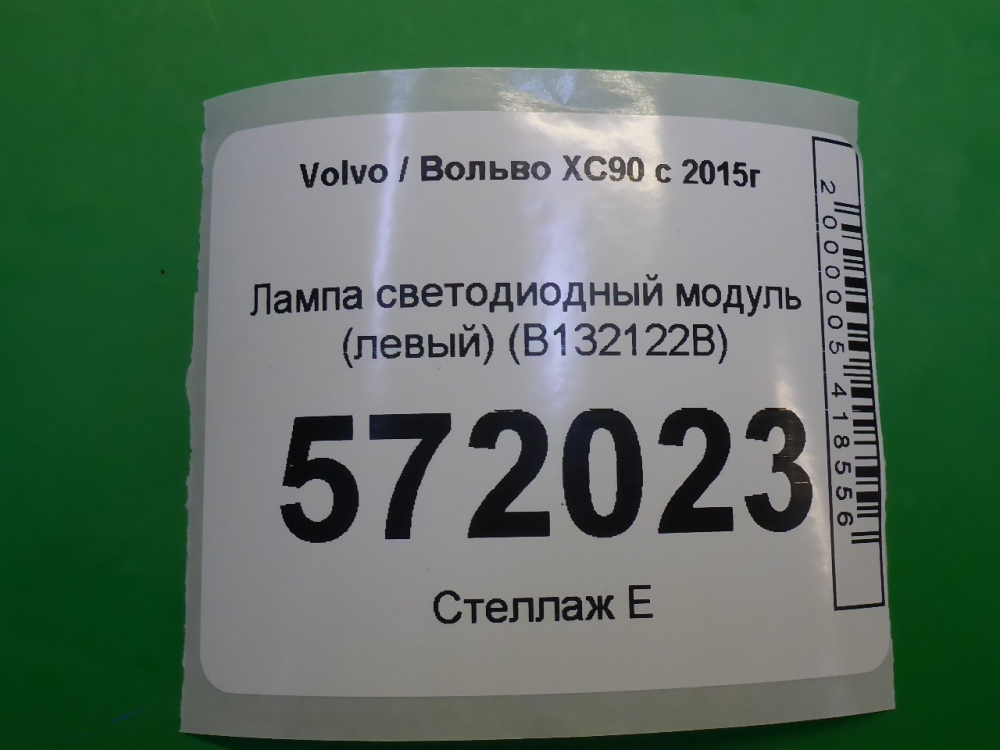 Volvo / Вольво XC90 с 2015г
Лампа светодиодный модуль
(левый) (B132122B)
572023
Стеллаж Е
2000005418556